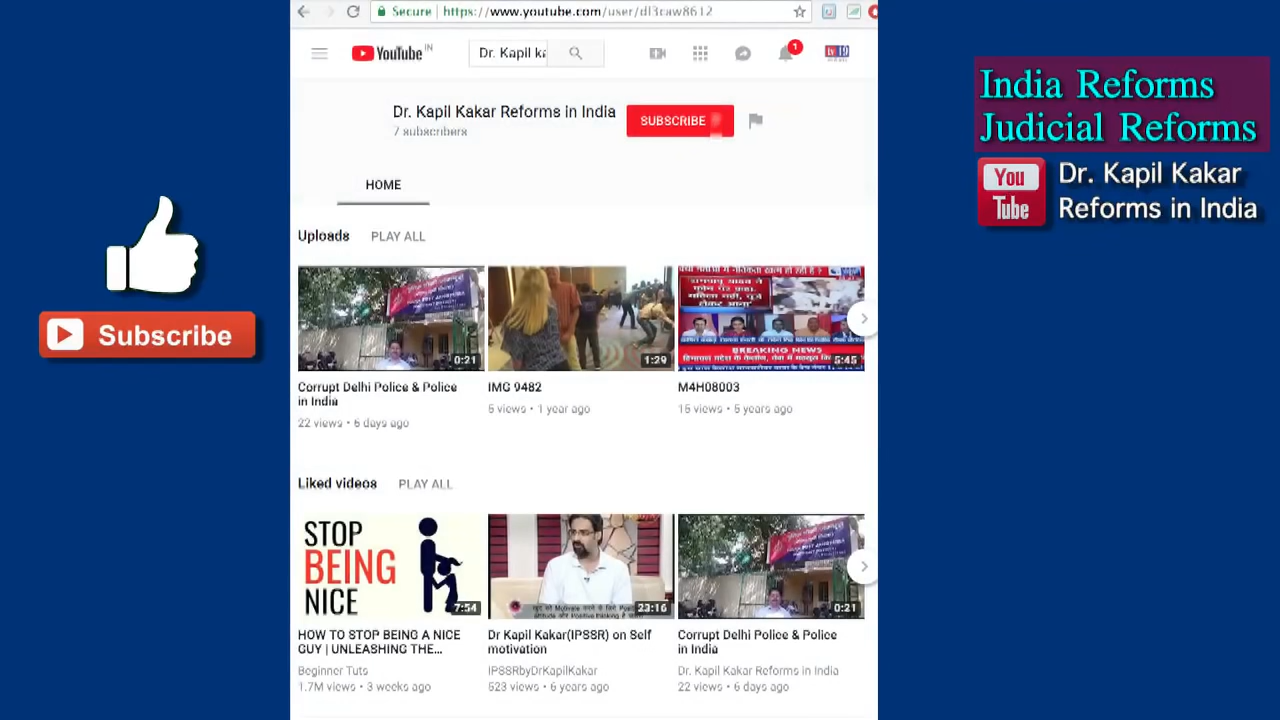 Secure | https://www.youtube.com/user/dl3caw8612
YouTube IN
Dr. Kapil ka
1
Dr. Kapil Kakar Reforms in India
7 subscribers
SUBSCRIBE
HOME
Uploads PLAY ALL
0:21
1:29
BREAKING NEWS
5:45
Corrupt Delhi Police & Police
in India
22 views • 6 days ago
IMG 9482
5 views • 1 year ago
M4H08003
15 views • 5 years ago
Liked videos PLAY ALL
STOP
BEING
NICE
7:54
23:16
0:21
HOW TO STOP BEING A NICE
GUY | UNLEASHING THE...
Beginner Tuts
1.7M views • 3 weeks ago
Dr Kapil Kakar(IPSSR) on Self
motivation
IPSSRbyDrKapilKakar
523 views • 6 years ago
Corrupt Delhi Police & Police
in India
Dr. Kapil Kakar Reforms in India
22 views • 6 days ago
Subscribe
India Reforms
Judicial Reforms
You
Tube
Dr. Kapil Kakar
Reforms in India